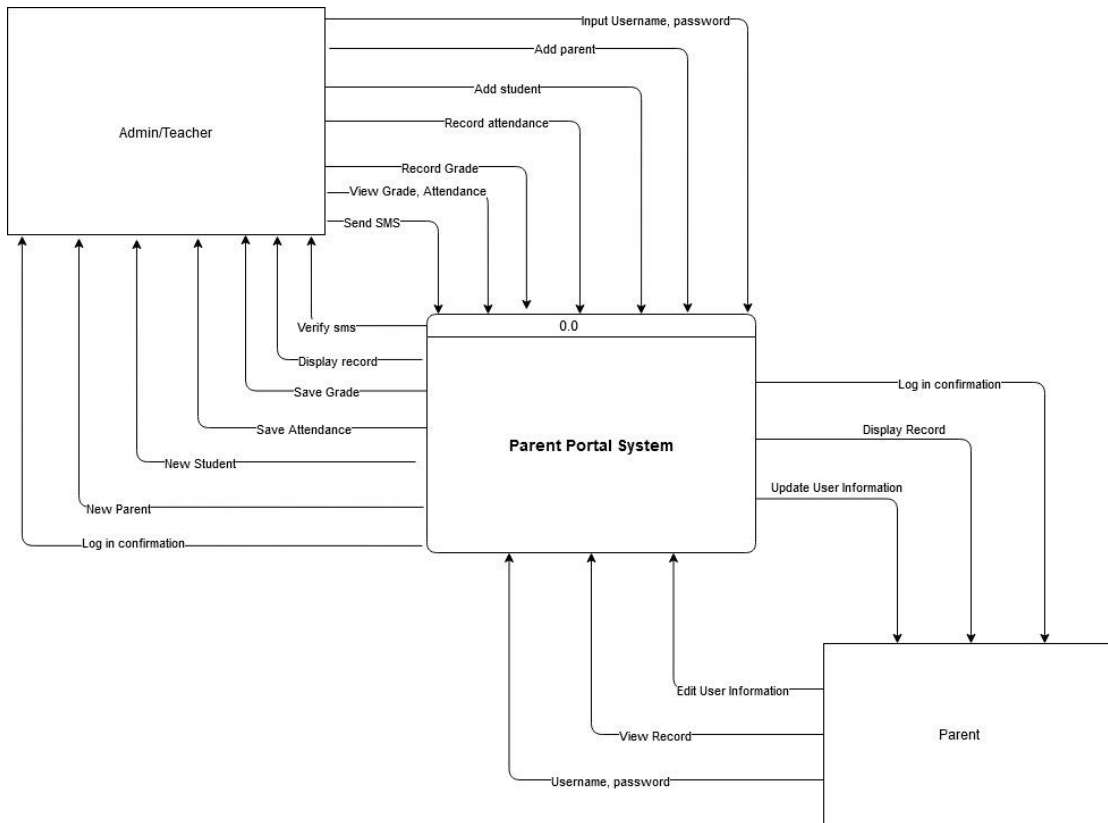 Input Username, password
Add parent
Add student
Admin/Teacher
Record attendance
Record Grade
View Grade, Attendance
Send SMS
Verify sms
0.0
Display record
Save Grade
Save Attendance
New Student
New Parent
Log in confirmation
Parent Portal System
Log in confirmation
Display Record
Update User Information
Edit User Information
View Record
Username, password
Parent